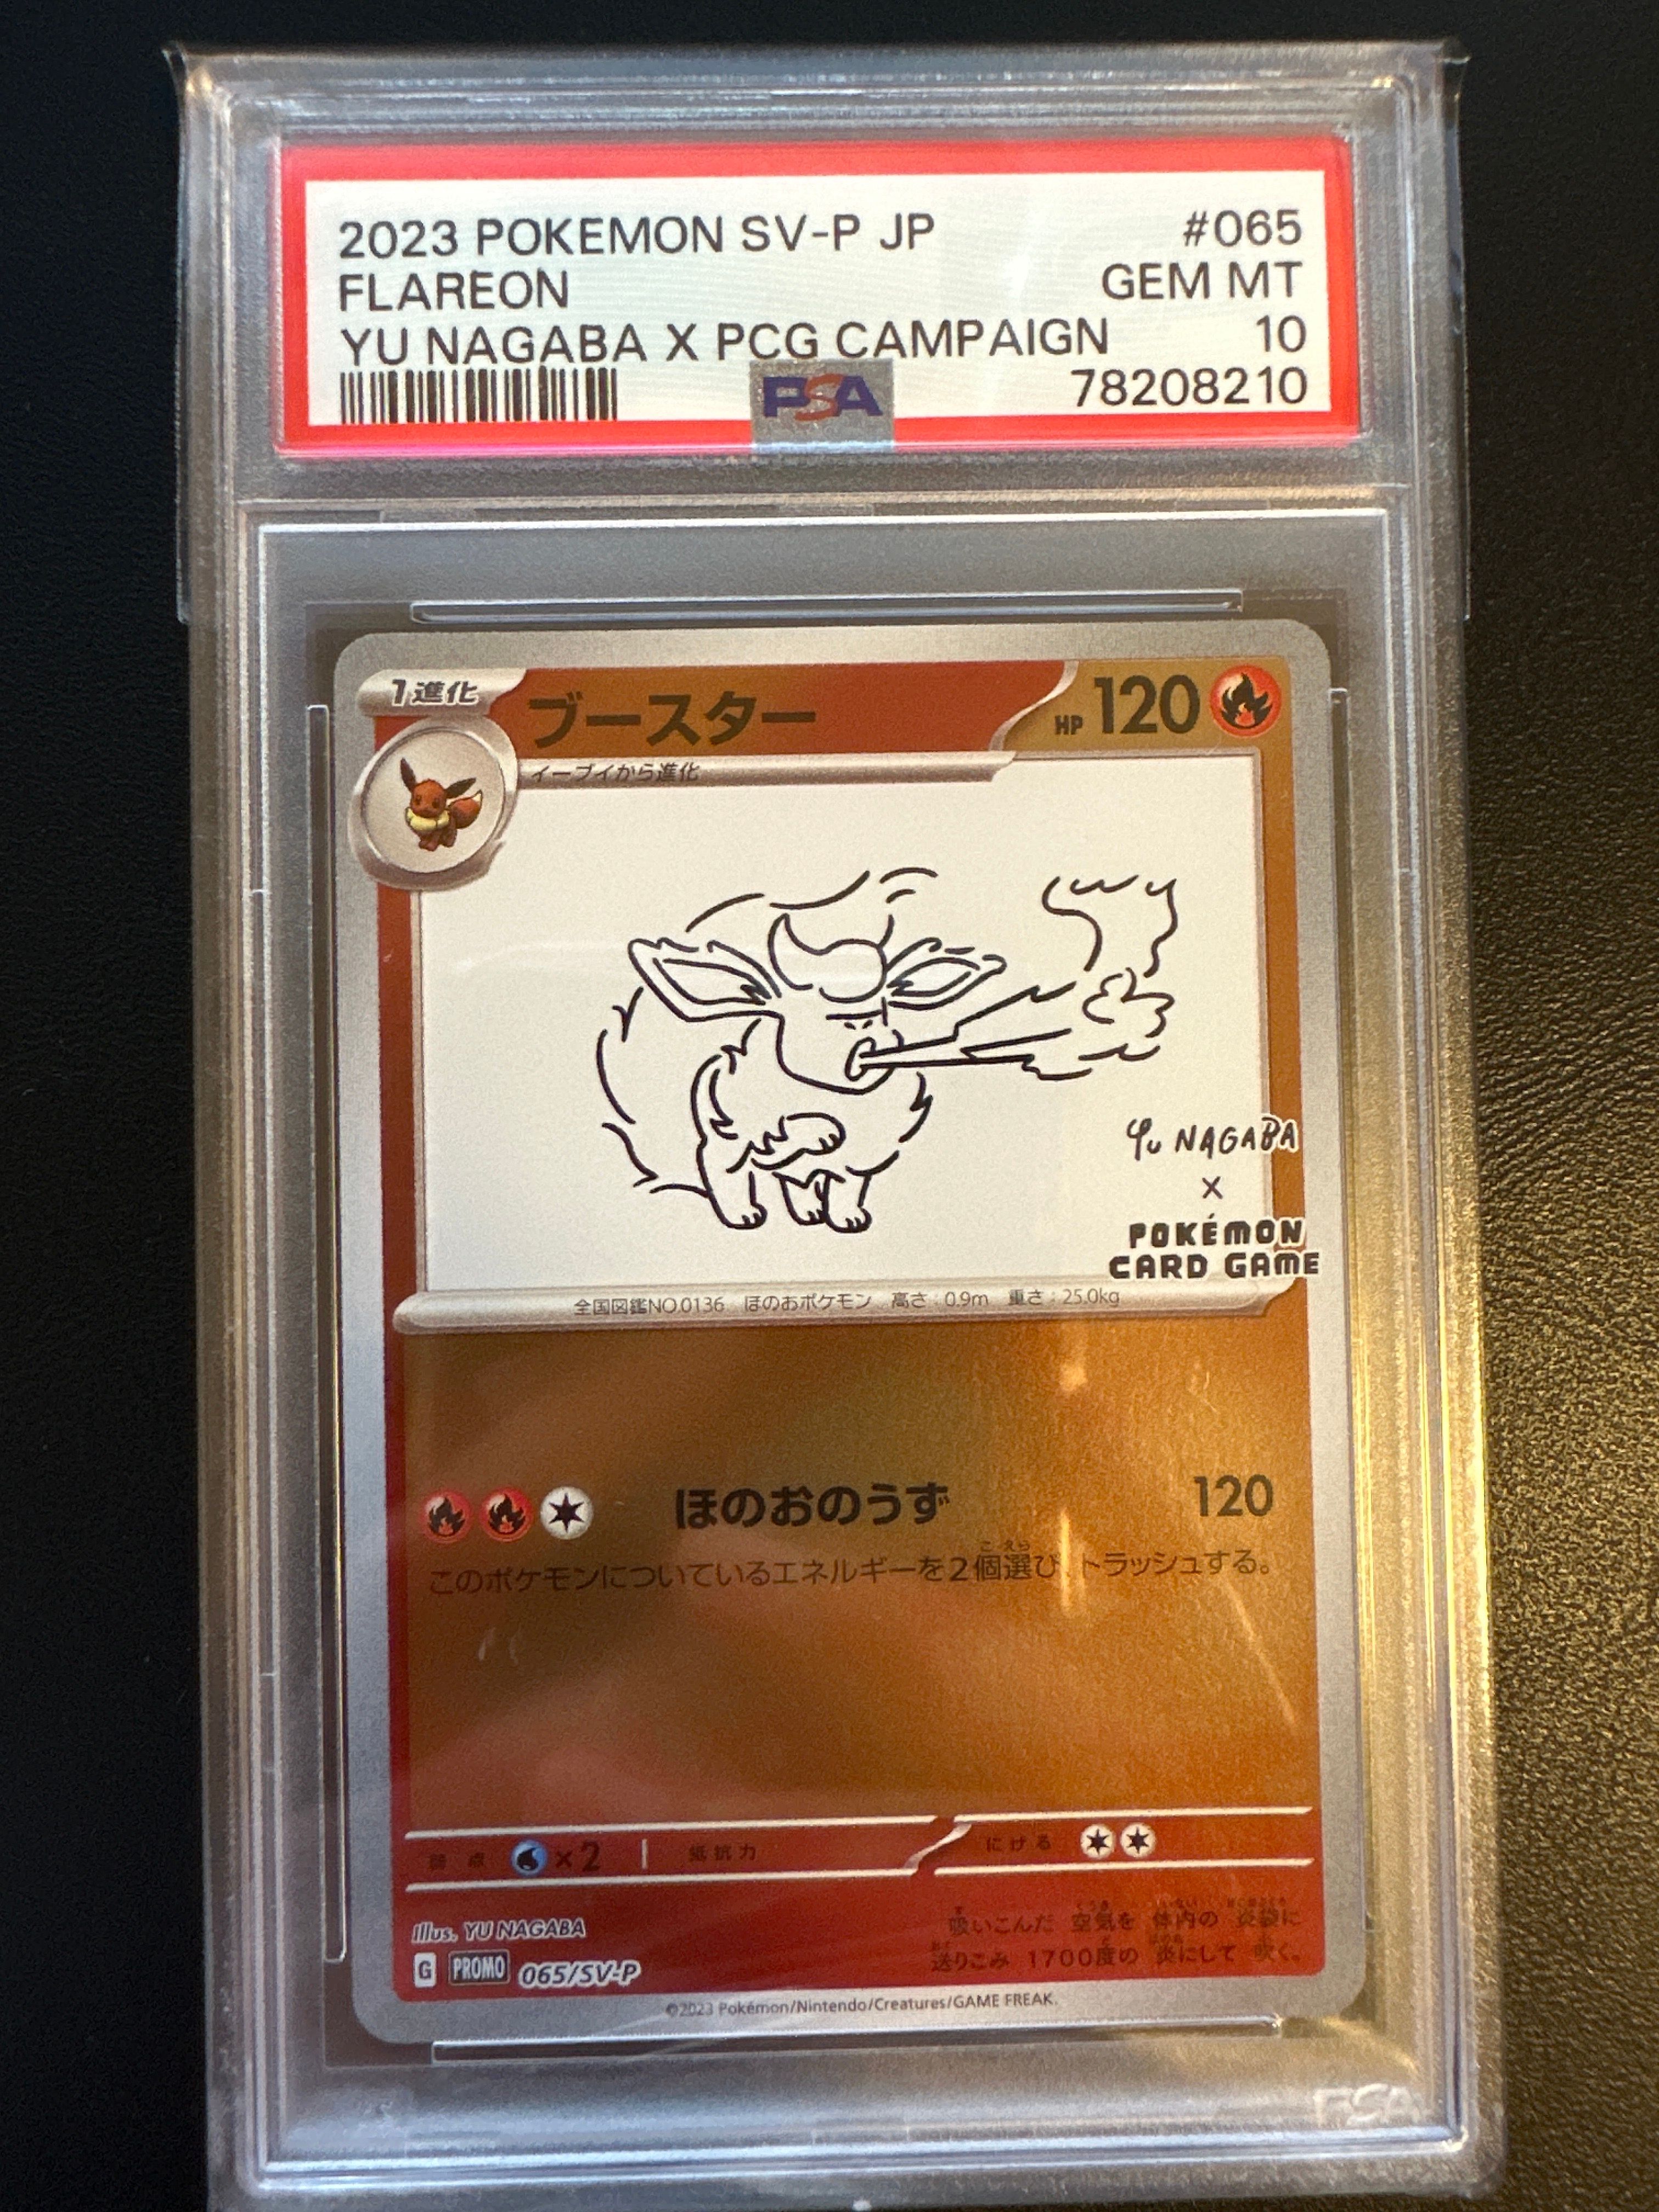 2023 POKEMON SV-P JP #065
FLAREON GEM MT
YU NAGABA X PCG CAMPAIGN 10
PSA 78208210
1進化 ブースター HP 120
イーブイから進化
YU NAGABA
×
POKÉMON
CARD GAME
全国図鑑NO.0136 ほのおポケモン 高さ:0.9m 重さ:25.0kg
ほのおのうず 120
こ えら
このポケモンについているエネルギーを2個選び、トラッシュする。
弱点 ×2 抵抗力 にげる
Illus. YU NAGABA
吸いこんだ 空気を 体内の 炎袋に
G PROMO 065/SV-P 送りこみ 1700度の 炎にして 吹く。
©2023 Pokémon/Nintendo/Creatures/GAME FREAK.
PSA